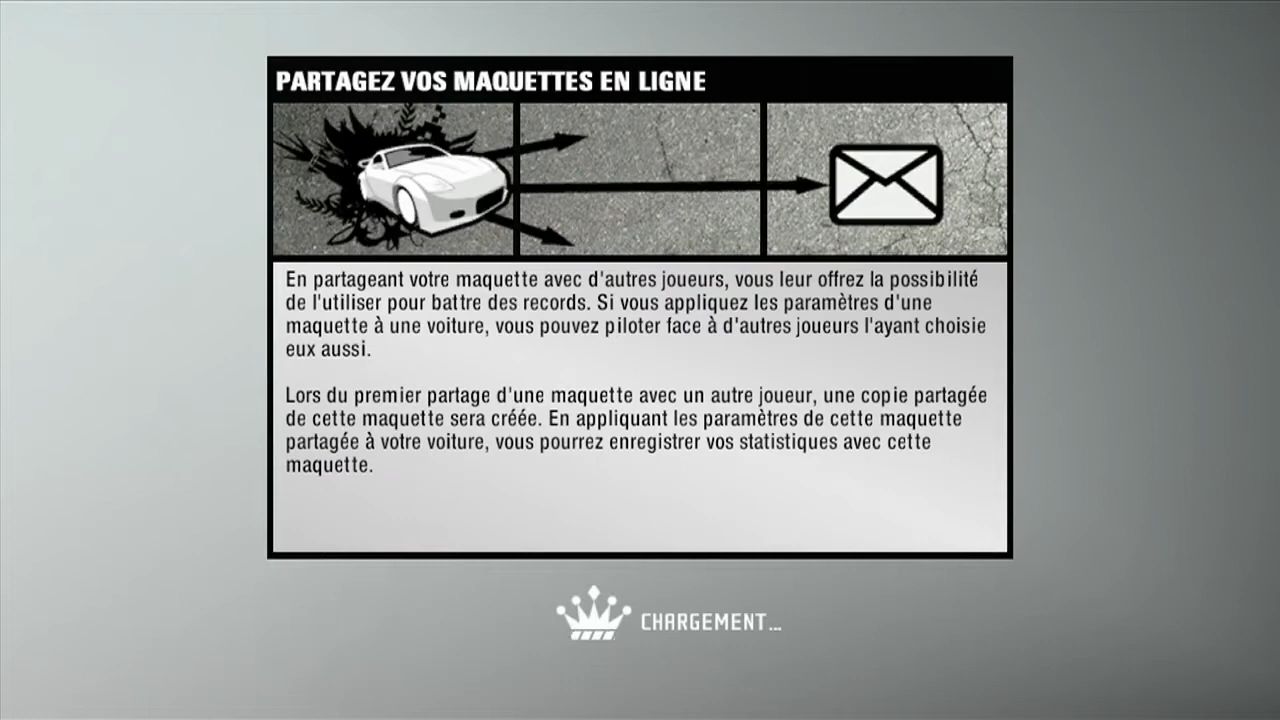 PARTAGEZ VOS MAQUETTES EN LIGNE
En partageant votre maquette avec d'autres joueurs, vous leur offrez la possibilité
de l'utiliser pour battre des records. Si vous appliquez les paramètres d'une
maquette à une voiture, vous pouvez piloter face à d'autres joueurs l'ayant choisie
eux aussi.
Lors du premier partage d'une maquette avec un autre joueur, une copie partagée
de cette maquette sera créée. En appliquant les paramètres de cette maquette
partagée à votre voiture, vous pourrez enregistrer vos statistiques avec cette
maquette.
CHARGEMENT...